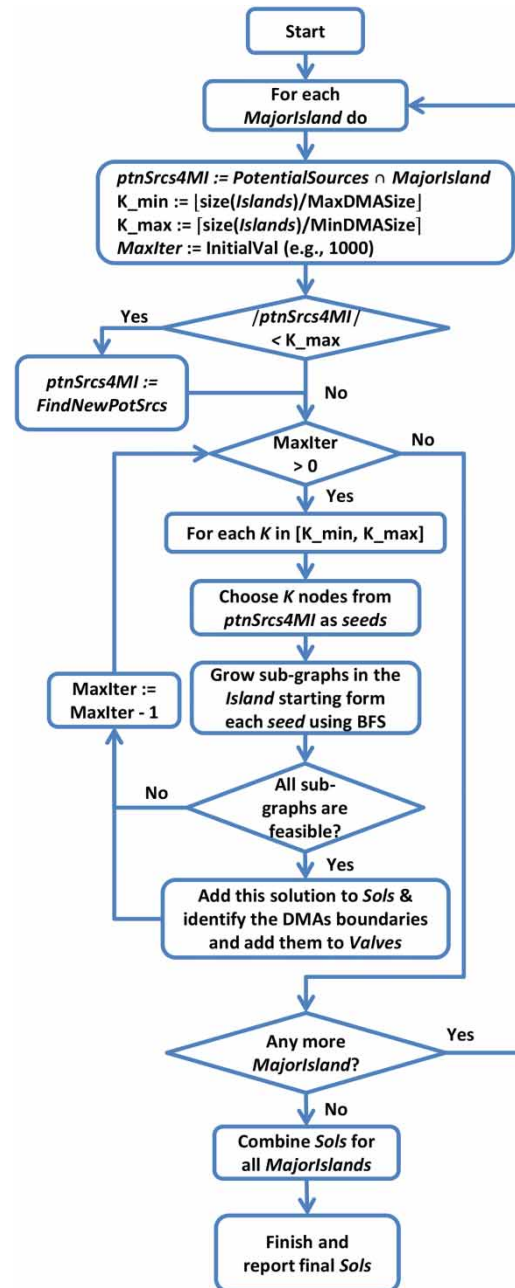 Start
For each
MajorIsland do
ptnSrcs4MI := PotentialSources ∩ MajorIsland
K_min := ⌊size(Islands)/MaxDMASize⌋
K_max := ⌈size(Islands)/MinDMASize⌉
MaxIter := InitialVal (e.g., 1000)
Yes
|ptnSrcs4MI|
< K_max
ptnSrcs4MI :=
FindNewPotSrcs
No
MaxIter
> 0
No
Yes
For each K in [K_min, K_max]
Choose K nodes from
ptnSrcs4MI as seeds
MaxIter :=
MaxIter - 1
Grow sub-graphs in the
Island starting form
each seed using BFS
No
All sub-
graphs are
feasible?
Yes
Add this solution to Sols &
identify the DMAs boundaries
and add them to Valves
Any more
MajorIsland?
Yes
No
Combine Sols for
all MajorIslands
Finish and
report final Sols